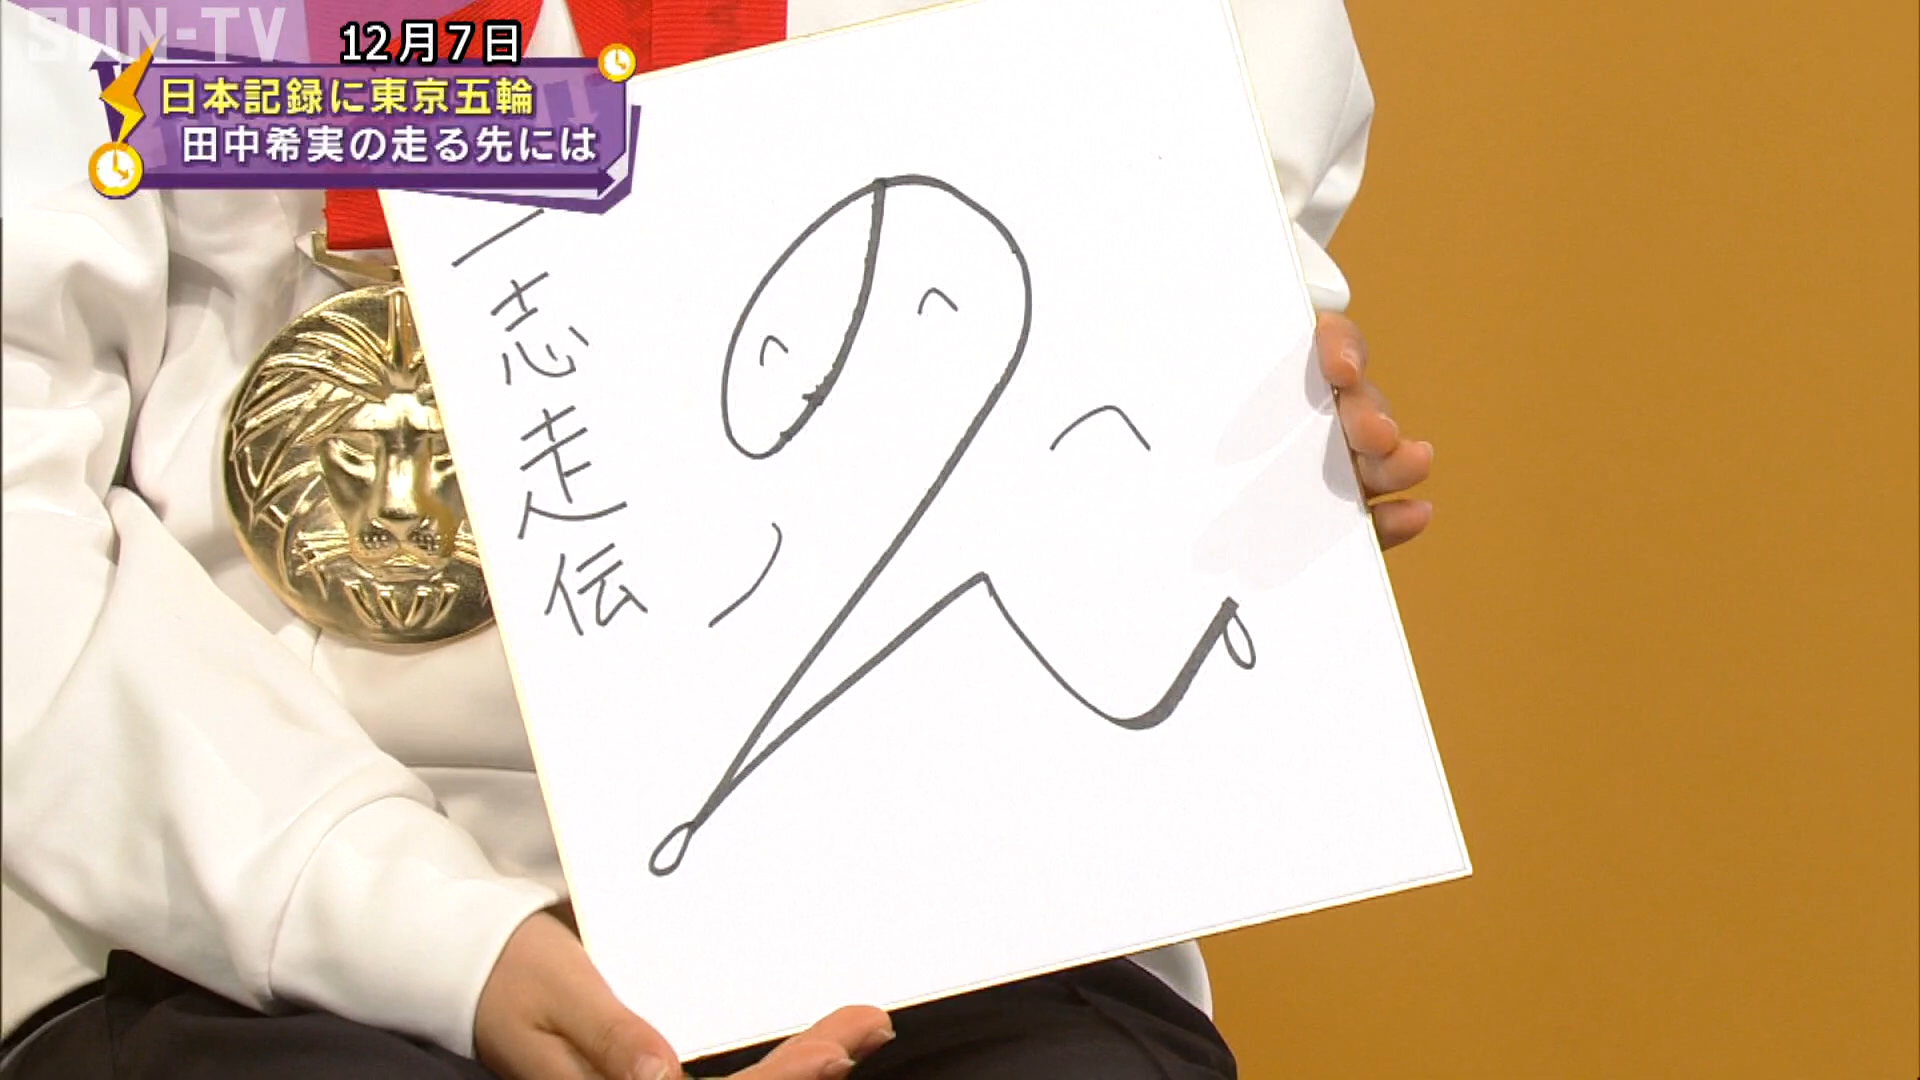 SUN-TV
12月7日
日本記録に東京五輪
田中希実の走る先には
一志走伝